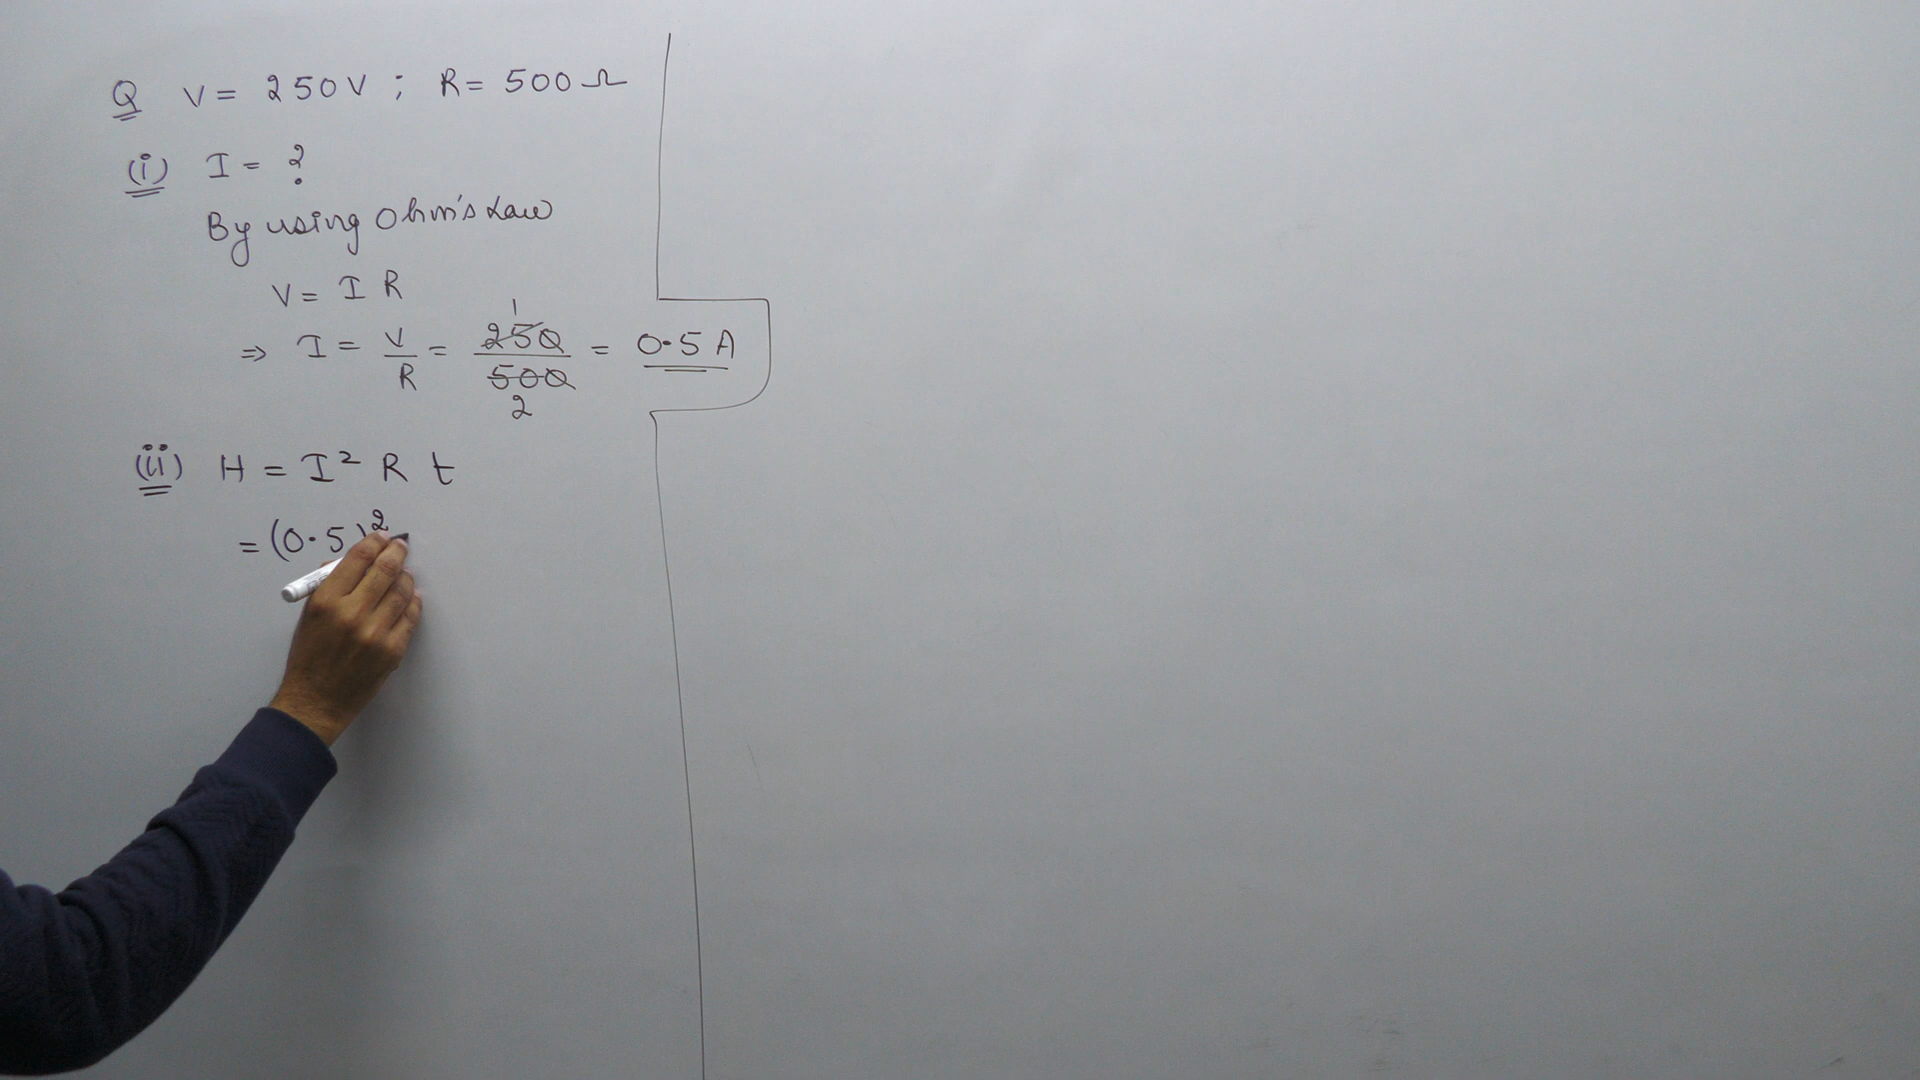 Q V = 250V ; R = 500 Ω
(i) I = ?
By using Ohm's Law
V = I R
⇒ I = V/R = 250/500 = 0.5 A
1
2
(ii) H = I² R t
= (0.5)²